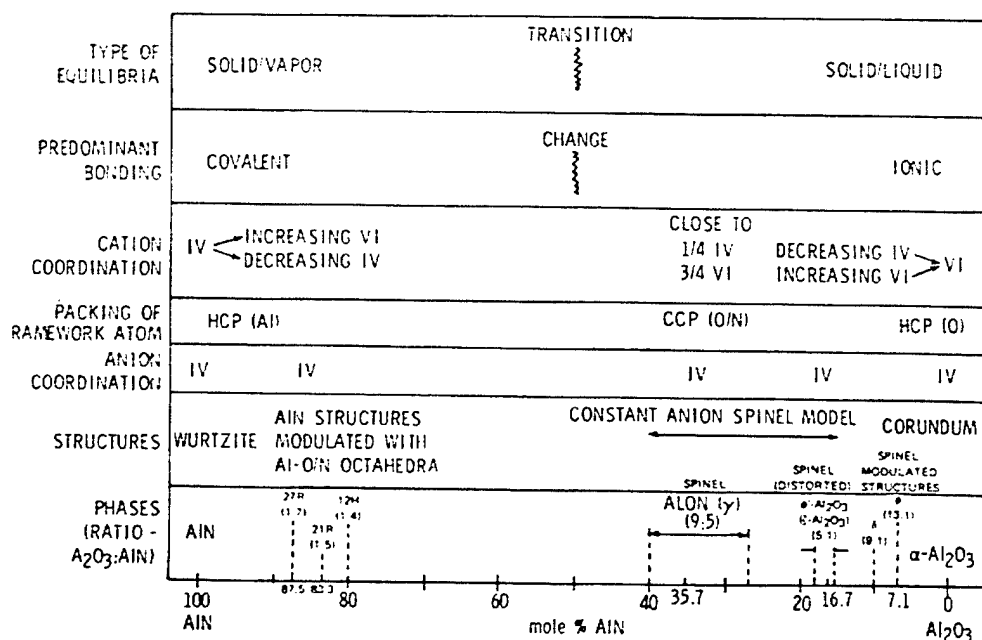 TYPE OF
EQUILIBRIA
SOLID/VAPOR
TRANSITION
SOLID/LIQUID
PREDOMINANT
BONDING
COVALENT
CHANGE
IONIC
CATION
COORDINATION
IV
INCREASING VI
DECREASING IV
CLOSE TO
1/4 IV
3/4 VI
DECREASING IV
INCREASING VI
VI
PACKING OF
RAMEWORK ATOM
HCP (Al)
CCP (O/N)
HCP (O)
ANION
COORDINATION
IV
IV
IV
IV
IV
STRUCTURES
WURTZITE
AlN STRUCTURES
MODULATED WITH
Al-O/N OCTAHEDRA
CONSTANT ANION SPINEL MODEL
CORUNDUM
PHASES
(RATIO -
Al2O3:AlN)
AlN
27R
(1:7)
21R
(1:5)
12H
(1:4)
SPINEL
ALON (γ)
(9:5)
SPINEL
(DISTORTED)
-Al2O3
-Al2O3)
(5:1)
SPINEL
MODULATED
STRUCTURES
(9:1)
α-Al2O3
100
87.5
83.3
80
60
40
35.7
20
16.7
7.1
0
AlN
mole % AlN
Al2O3